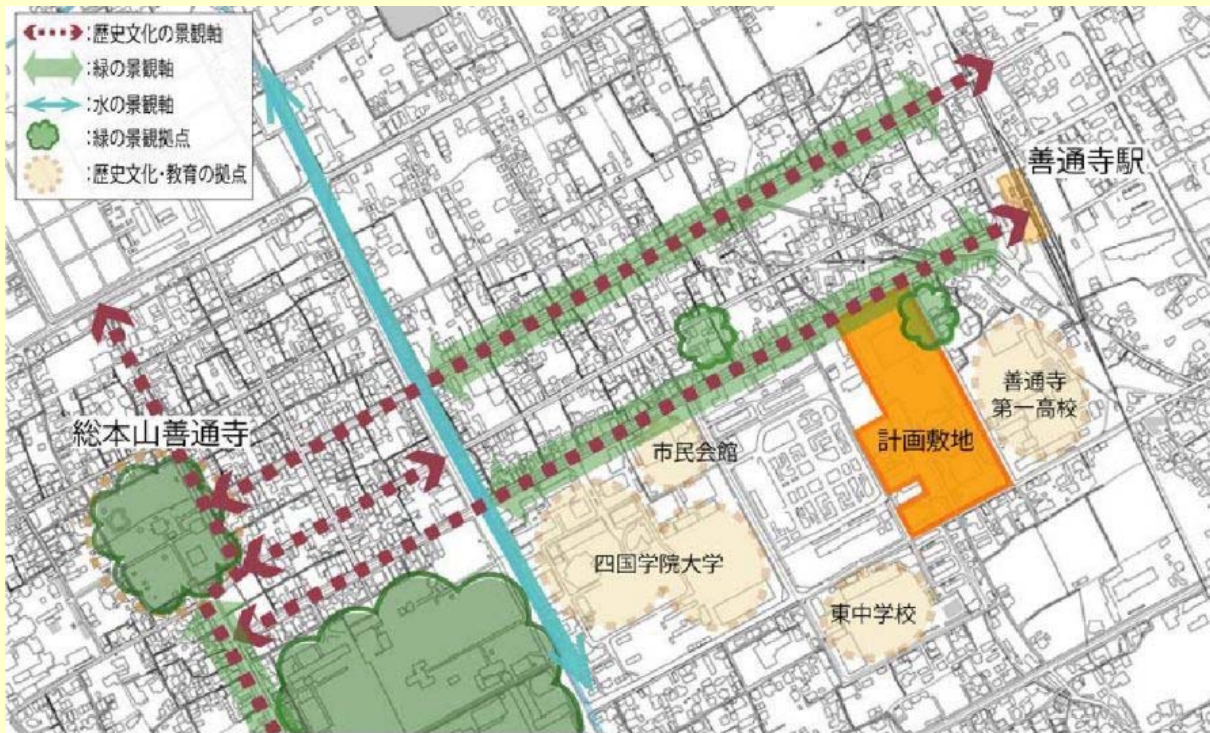 :歴史文化の景観軸
:緑の景観軸
:水の景観軸
:緑の景観拠点
:歴史文化・教育の拠点
善通寺駅
総本山善通寺
市民会館
計画敷地
善通寺
第一高校
四国学院大学
東中学校